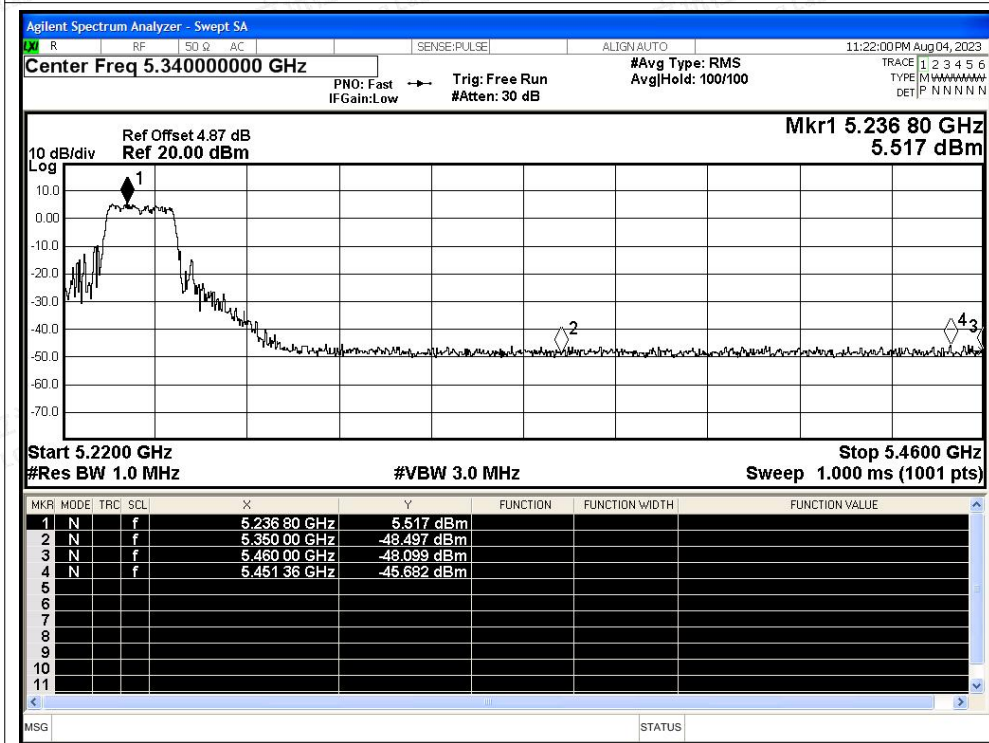 Agilent Spectrum Analyzer - Swept SA
LXI R RF 50 Ω AC SENSE:PULSE ALIGN AUTO 11:22:00 PM Aug 04, 2023
Center Freq 5.340000000 GHz
PNO: Fast
IFGain:Low
Trig: Free Run
#Atten: 30 dB
#Avg Type: RMS
Avg|Hold: 100/100
TRACE 1 2 3 4 5 6
TYPE M
DET P N N N N N
Mkr1 5.236 80 GHz
5.517 dBm
Ref Offset 4.87 dB
10 dB/div Ref 20.00 dBm
Log
10.0
0.00
-10.0
-20.0
-30.0
-40.0
-50.0
-60.0
-70.0
1
2
4 3
Start 5.2200 GHz Stop 5.4600 GHz
#Res BW 1.0 MHz #VBW 3.0 MHz Sweep 1.000 ms (1001 pts)
MKR MODE TRC SCL X Y FUNCTION FUNCTION WIDTH FUNCTION VALUE
1 N f 5.236 80 GHz 5.517 dBm
2 N f 5.350 00 GHz -48.497 dBm
3 N f 5.460 00 GHz -48.099 dBm
4 N f 5.451 36 GHz -45.682 dBm
5
6
7
8
9
10
11
MSG STATUS